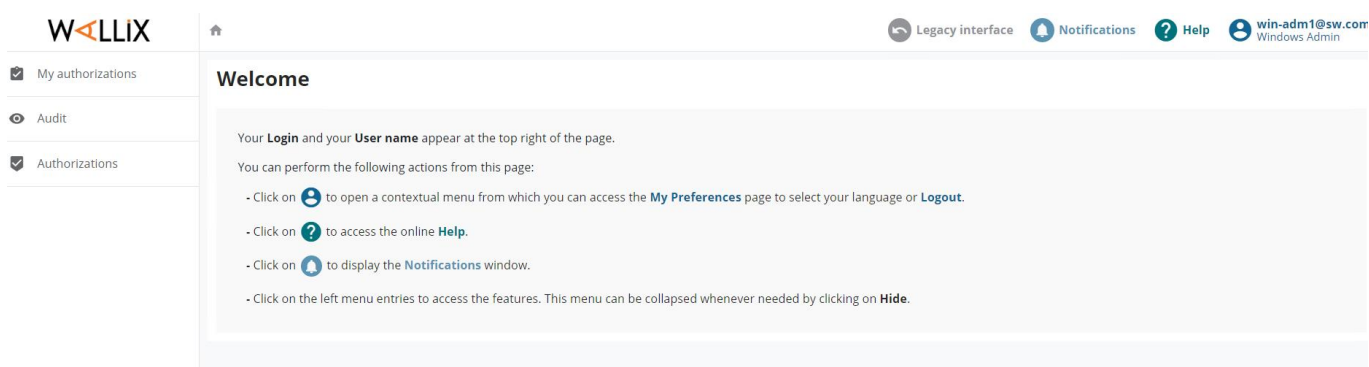 WALLIX
Legacy interface
Notifications
Help
win-adm1@sw.com
Windows Admin
My authorizations
Audit
Authorizations
Welcome
Your Login and your User name appear at the top right of the page.
You can perform the following actions from this page:
- Click on to open a contextual menu from which you can access the My Preferences page to select your language or Logout.
- Click on ? to access the online Help.
- Click on to display the Notifications window.
- Click on the left menu entries to access the features. This menu can be collapsed whenever needed by clicking on Hide.